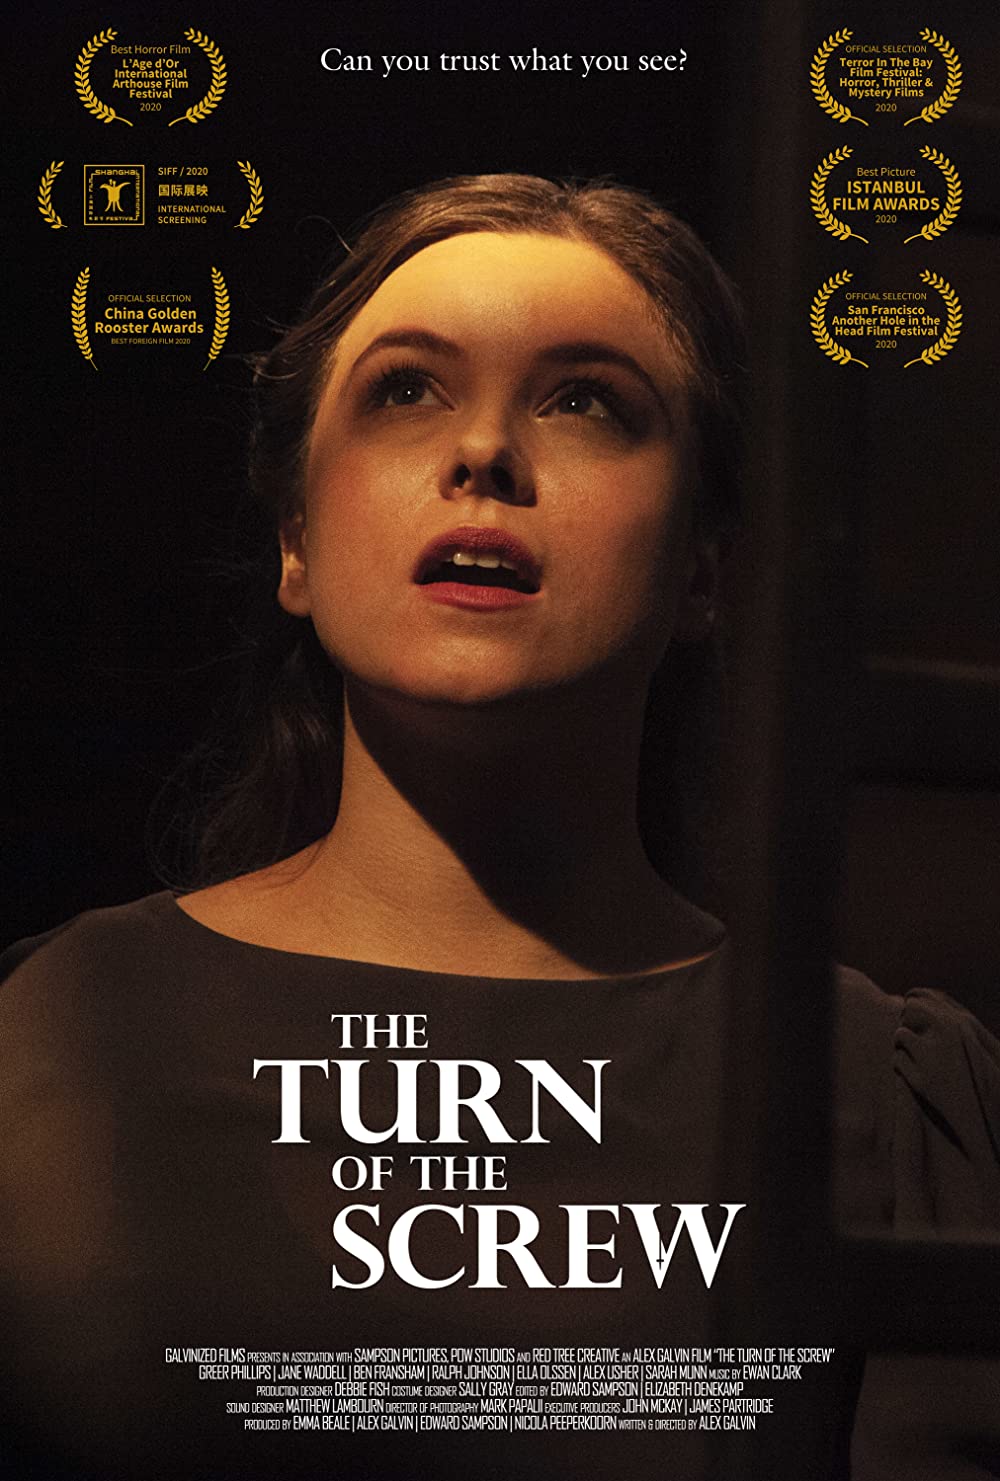 Can you trust what you see?
Best Horror Film
L'Age d'Or
International
Arthouse Film
Festival
2020
SIFF / 2020
国际展映
INTERNATIONAL
SCREENING
SHANGHAI
OFFICIAL SELECTION
China Golden
Rooster Awards
BEST FOREIGN FILM 2020
OFFICIAL SELECTION
Terror In The Bay
Film Festival:
Horror, Thriller &
Mystery Films
2020
Best Picture
ISTANBUL
FILM AWARDS
2020
OFFICIAL SELECTION
San Francisco
Another Hole in the
Head Film Festival
2020
THE
TURN
OF THE
SCREW
GALVINIZED FILMS PRESENTS IN ASSOCIATION WITH SAMPSON PICTURES, POW STUDIOS AND RED TREE CREATIVE AN ALEX GALVIN FILM "THE TURN OF THE SCREW"
GREER PHILLIPS | JANE WADDELL | BEN FRANSHAM | RALPH JOHNSON | ELLA OLSSEN | ALEX USHER | SARAH MUNN MUSIC BY EWAN CLARK
PRODUCTION DESIGNER DEBBIE FISH COSTUME DESIGNER SALLY GRAY EDITED BY EDWARD SAMPSON | ELIZABETH DENEKAMP
SOUND DESIGNER MATTHEW LAMBOURN DIRECTOR OF PHOTOGRAPHY MARK PAPALII EXECUTIVE PRODUCERS JOHN MCKAY | JAMES PARTRIDGE
PRODUCED BY EMMA BEALE | ALEX GALVIN | EDWARD SAMPSON | NICOLA PEEPERKOORN WRITTEN & DIRECTED BY ALEX GALVIN